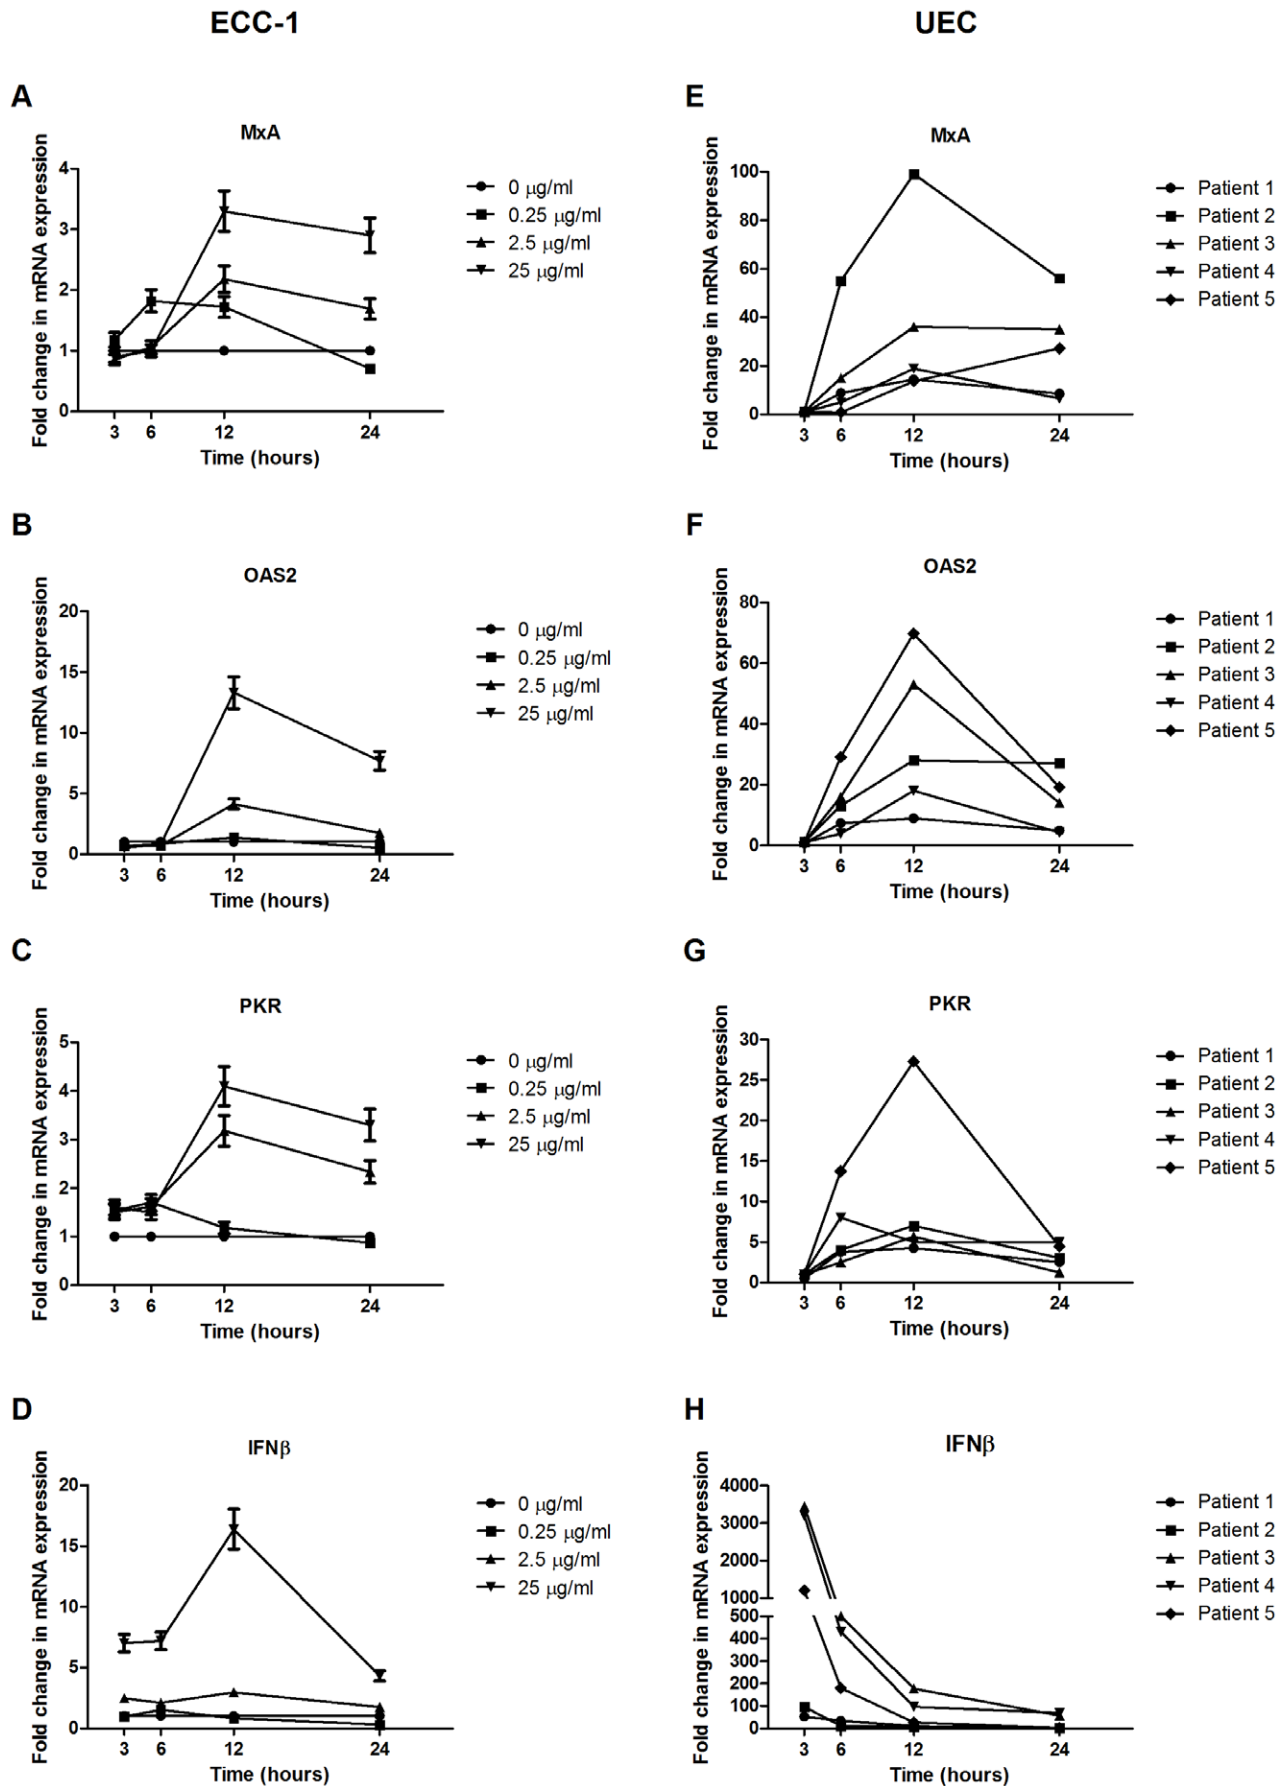 ECC-1
UEC
A
MxA
Fold change in mRNA expression
4
3
2
1
0
3 6 12 24
Time (hours)
0 μg/ml
0.25 μg/ml
2.5 μg/ml
25 μg/ml
E
MxA
Fold change in mRNA expression
100
80
60
40
20
0
3 6 12 24
Time (hours)
Patient 1
Patient 2
Patient 3
Patient 4
Patient 5
B
OAS2
Fold change in mRNA expression
20
15
10
5
0
3 6 12 24
Time (hours)
0 μg/ml
0.25 μg/ml
2.5 μg/ml
25 μg/ml
F
OAS2
Fold change in mRNA expression
80
60
40
20
0
3 6 12 24
Time (hours)
Patient 1
Patient 2
Patient 3
Patient 4
Patient 5
C
PKR
Fold change in mRNA expression
5
4
3
2
1
0
3 6 12 24
Time (hours)
0 μg/ml
0.25 μg/ml
2.5 μg/ml
25 μg/ml
G
PKR
Fold change in mRNA expression
30
25
20
15
10
5
0
3 6 12 24
Time (hours)
Patient 1
Patient 2
Patient 3
Patient 4
Patient 5
D
IFNβ
Fold change in mRNA expression
20
15
10
5
0
3 6 12 24
Time (hours)
0 μg/ml
0.25 μg/ml
2.5 μg/ml
25 μg/ml
H
IFNβ
Fold change in mRNA expression
4000
3000
2000
1000
500
400
300
200
100
0
3 6 12 24
Time (hours)
Patient 1
Patient 2
Patient 3
Patient 4
Patient 5